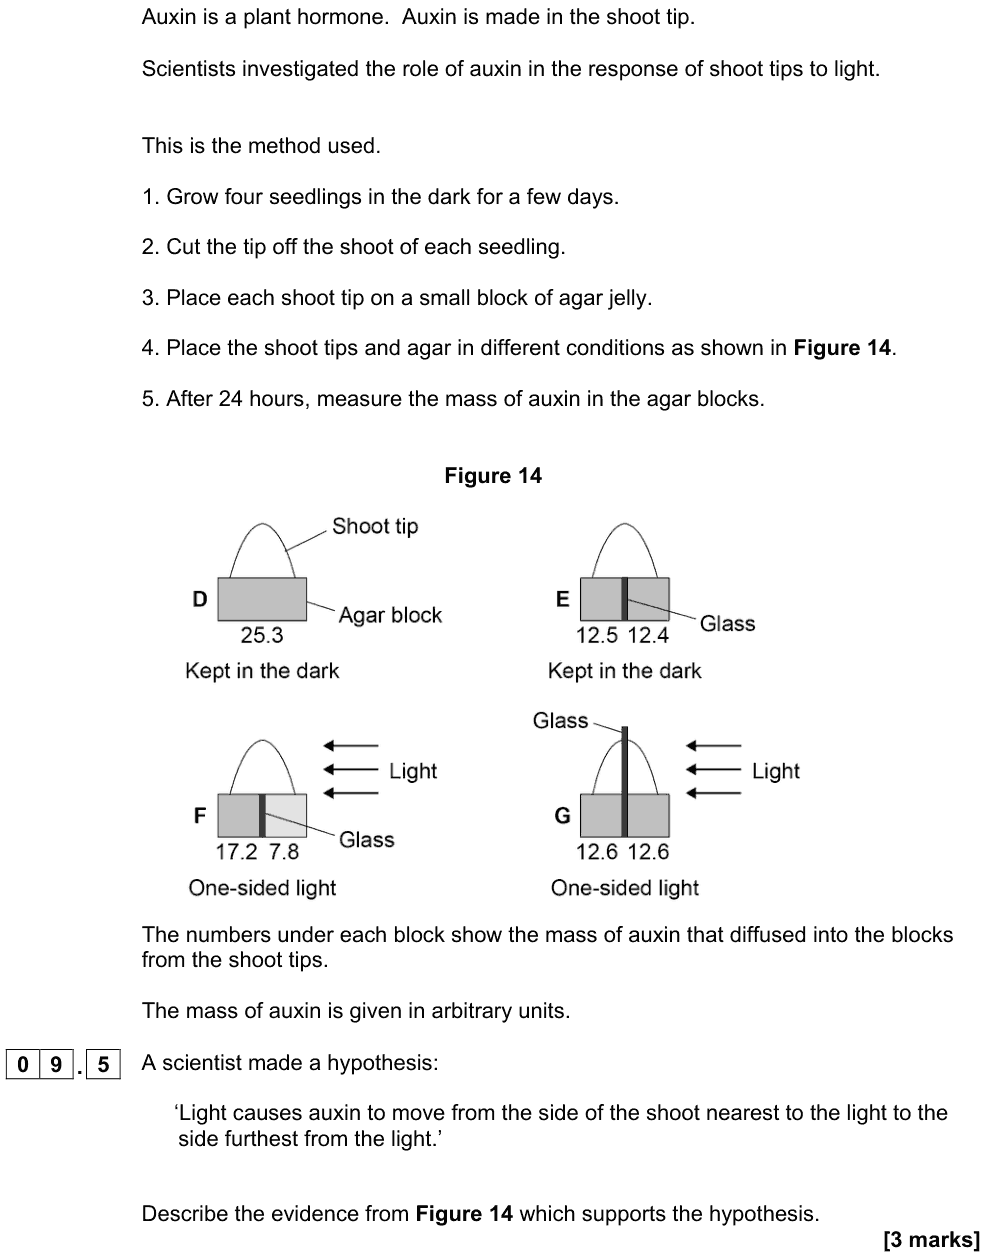 Auxin is a plant hormone.  Auxin is made in the shoot tip.
Scientists investigated the role of auxin in the response of shoot tips to light.
This is the method used.
1. Grow four seedlings in the dark for a few days.
2. Cut the tip off the shoot of each seedling.
3. Place each shoot tip on a small block of agar jelly.
4. Place the shoot tips and agar in different conditions as shown in Figure 14.
5. After 24 hours, measure the mass of auxin in the agar blocks.
Figure 14
Shoot tip
D
Agar block
25.3
Kept in the dark
E
Glass
12.5 12.4
Kept in the dark
Light
F
Glass
17.2 7.8
One-sided light
Glass
Light
G
12.6 12.6
One-sided light
The numbers under each block show the mass of auxin that diffused into the blocks
from the shoot tips.
The mass of auxin is given in arbitrary units.
0 9 . 5 A scientist made a hypothesis:
‘Light causes auxin to move from the side of the shoot nearest to the light to the
side furthest from the light.’
Describe the evidence from Figure 14 which supports the hypothesis.
[3 marks]